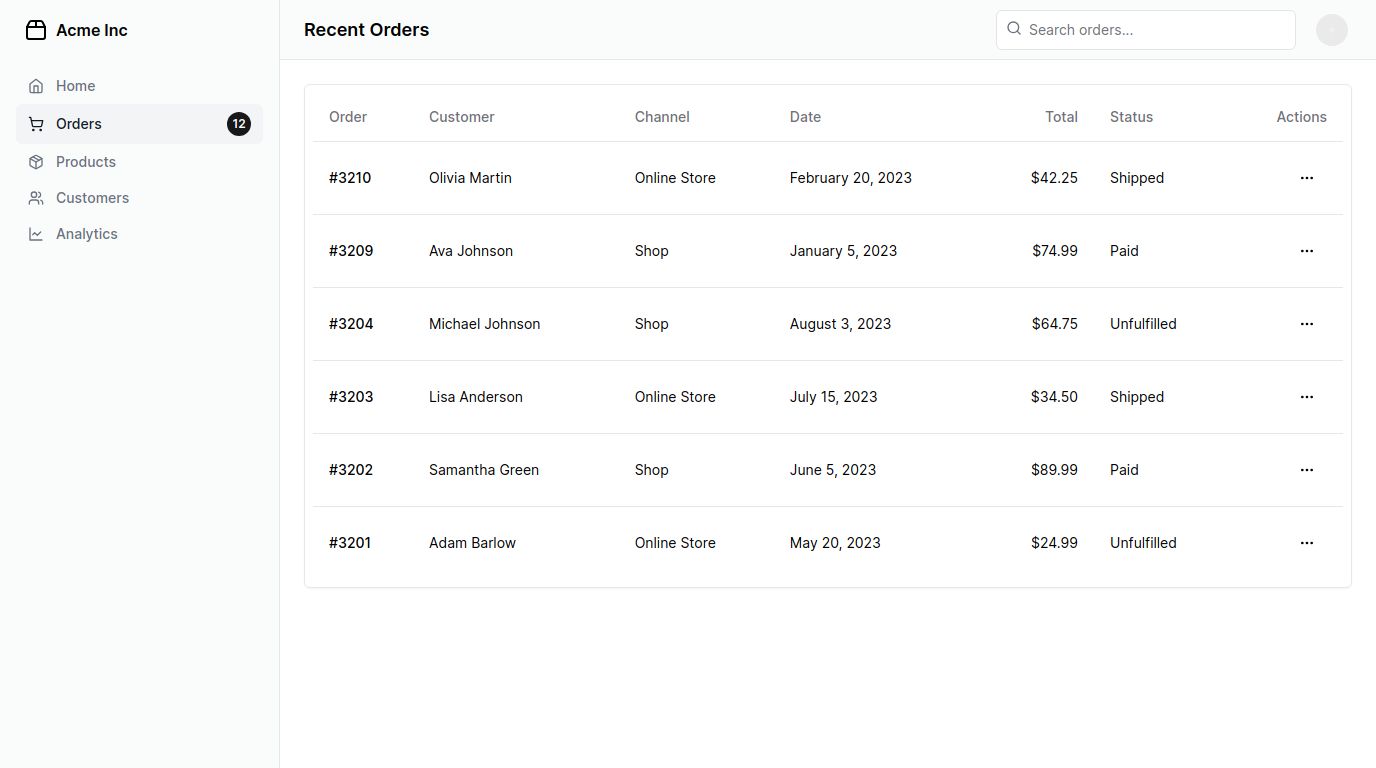 Acme Inc
Home
Orders 12
Products
Customers
Analytics
Recent Orders
Search orders...
Order Customer Channel Date Total Status Actions
#3210 Olivia Martin Online Store February 20, 2023 $42.25 Shipped
#3209 Ava Johnson Shop January 5, 2023 $74.99 Paid
#3204 Michael Johnson Shop August 3, 2023 $64.75 Unfulfilled
#3203 Lisa Anderson Online Store July 15, 2023 $34.50 Shipped
#3202 Samantha Green Shop June 5, 2023 $89.99 Paid
#3201 Adam Barlow Online Store May 20, 2023 $24.99 Unfulfilled